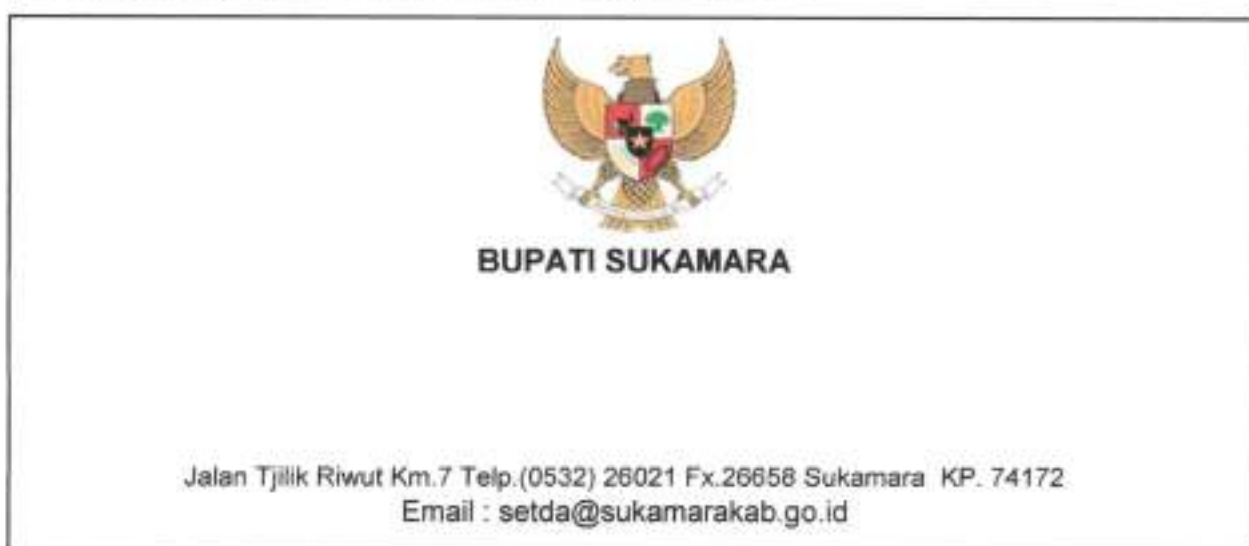 BUPATI SUKAMARA
Jalan Tjilik Riwut Km.7 Telp.(0532) 26021 Fx.26658 Sukamara KP. 74172
Email : setda@sukamarakab.go.id